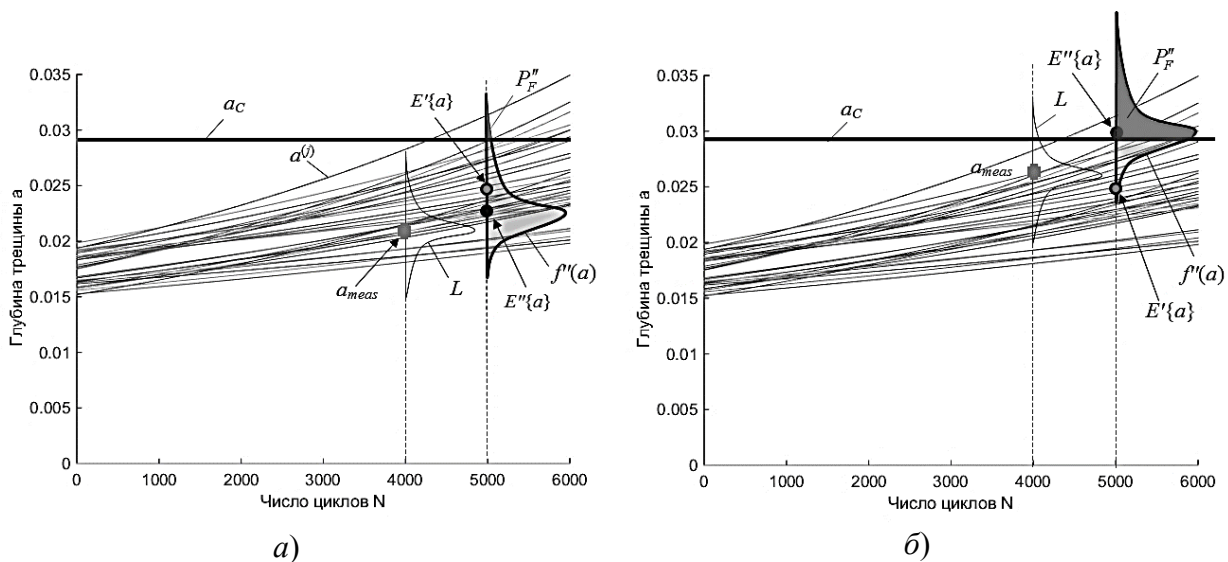 0.035
0.03
0.025
0.02
0.015
0.01
0.005
0
Глубина трещины a
0
1000
2000
3000
4000
5000
6000
Число циклов N
a_C
a^(j)
P″_F
E′{a}
a_meas
L
E″{a}
f″(a)
а)
0.035
0.03
0.025
0.02
0.015
0.01
0.005
0
Глубина трещины a
0
1000
2000
3000
4000
5000
6000
Число циклов N
E″{a}
P″_F
L
a_C
a_meas
f″(a)
E′{a}
б)